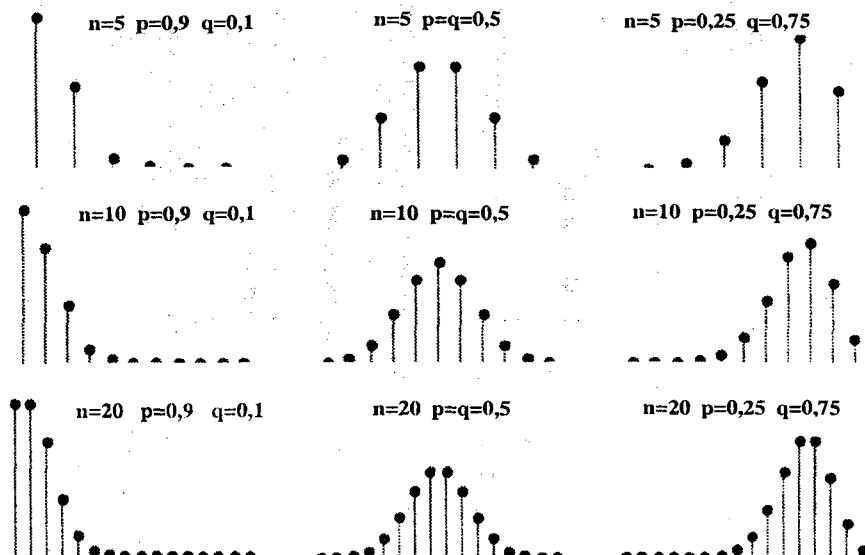 n=5 p=0,9 q=0,1
n=5 p=q=0,5
n=5 p=0,25 q=0,75
n=10 p=0,9 q=0,1
n=10 p=q=0,5
n=10 p=0,25 q=0,75
n=20 p=0,9 q=0,1
n=20 p=q=0,5
n=20 p=0,25 q=0,75